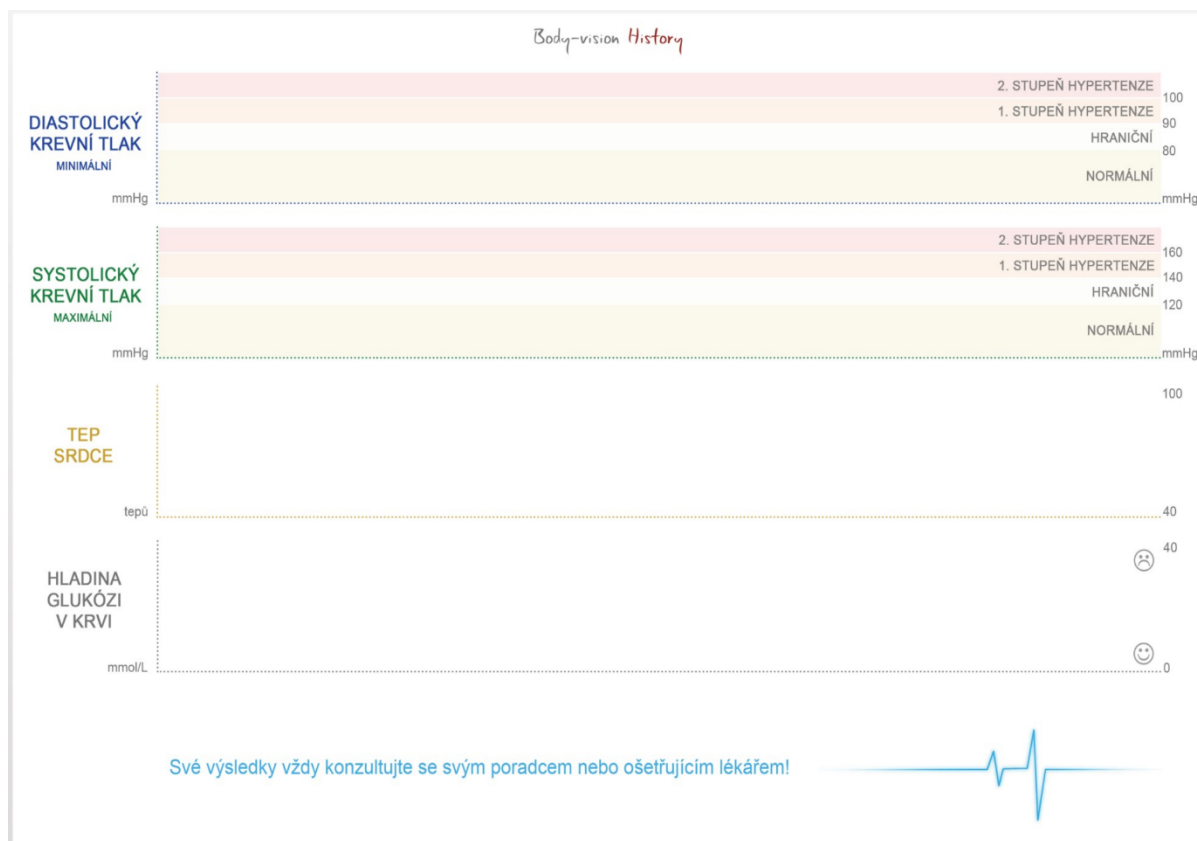 Body-vision History
2. STUPEŇ HYPERTENZE
100
1. STUPEŇ HYPERTENZE
90
DIASTOLICKÝ
KREVNÍ TLAK
MINIMÁLNÍ
HRANIČNÍ
80
NORMÁLNÍ
mmHg
mmHg
2. STUPEŇ HYPERTENZE
160
1. STUPEŇ HYPERTENZE
140
SYSTOLICKÝ
KREVNÍ TLAK
MAXIMÁLNÍ
HRANIČNÍ
120
NORMÁLNÍ
mmHg
mmHg
100
TEP
SRDCE
tepů
40
40
HLADINA
GLUKÓZI
V KRVI
mmol/L
0
Své výsledky vždy konzultujte se svým poradcem nebo ošetřujícím lékářem!